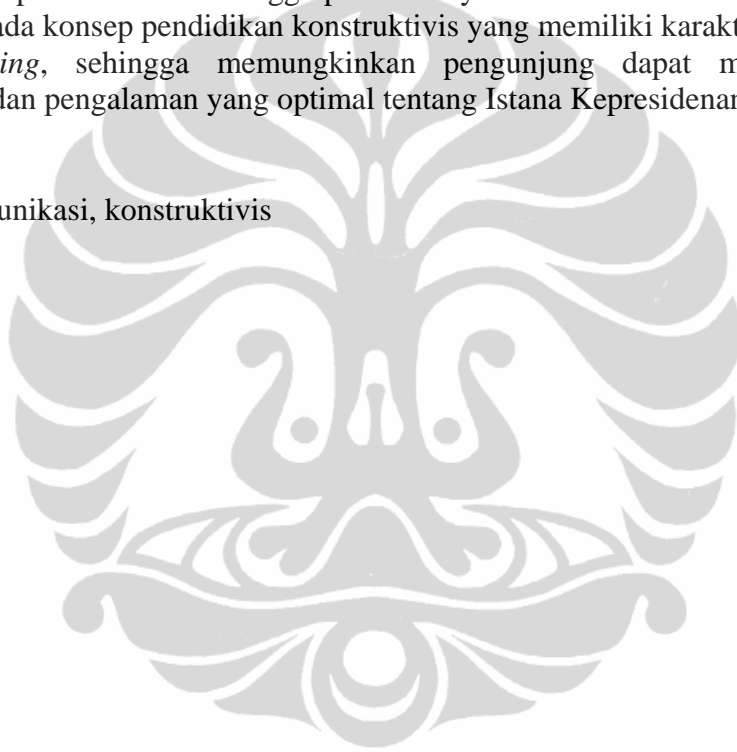 ada konsep pendidikan konstruktivis yang memiliki karakt
ing, sehingga memungkinkan pengunjung dapat m
dan pengalaman yang optimal tentang Istana Kepresidenan
unikasi, konstruktivis